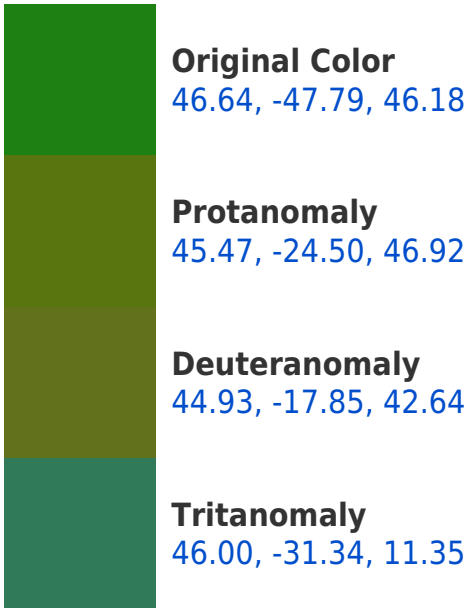 Original Color
46.64, -47.79, 46.18
Protanomaly
45.47, -24.50, 46.92
Deuteranomaly
44.93, -17.85, 42.64
Tritanomaly
46.00, -31.34, 11.35